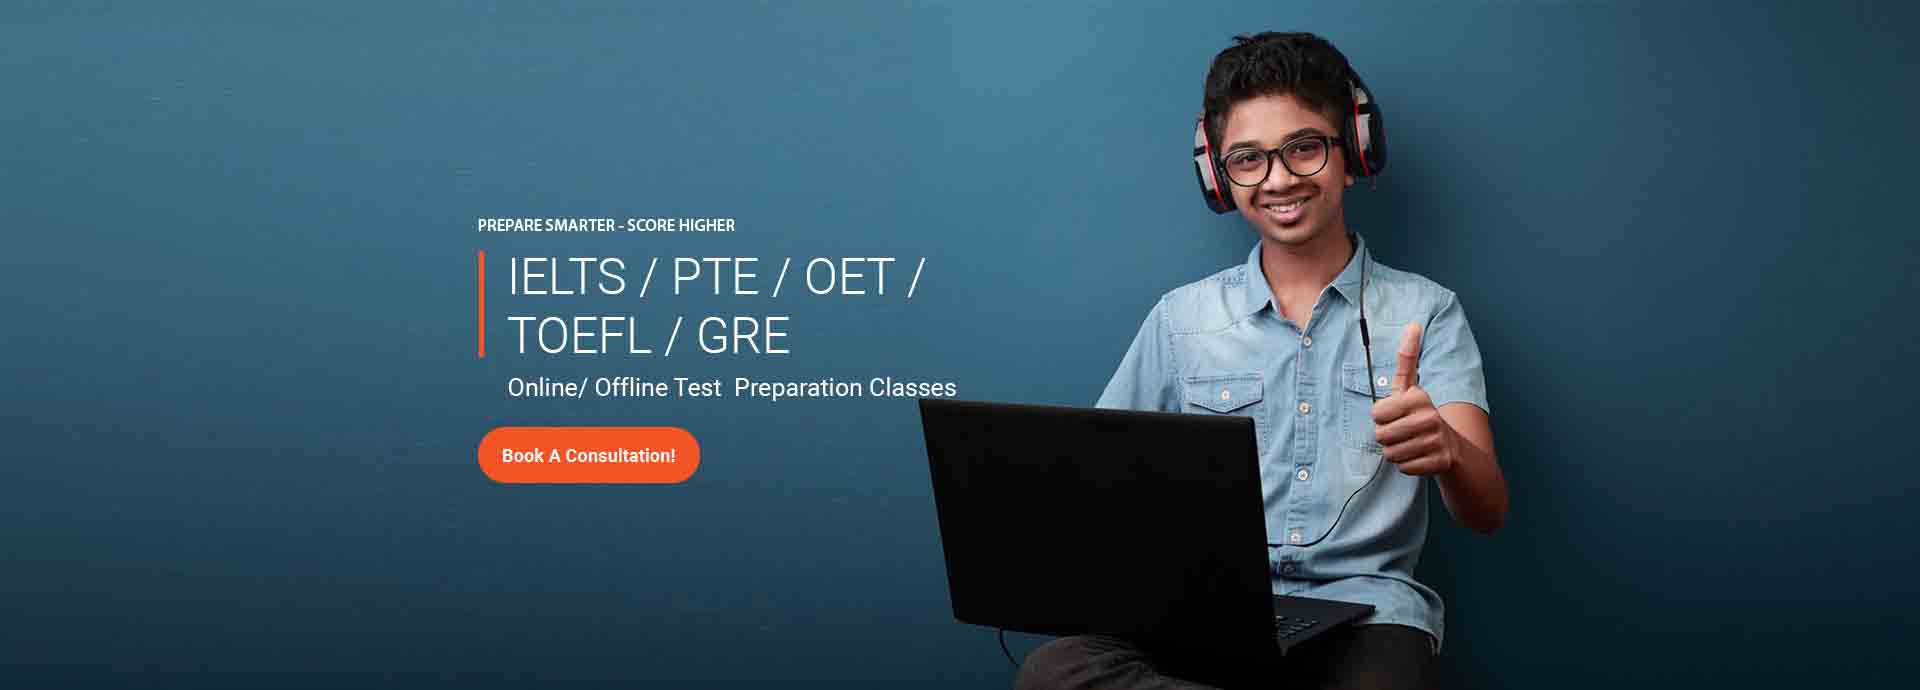 PREPARE SMARTER - SCORE HIGHER
IELTS / PTE / OET /
TOEFL / GRE
Online/ Offline Test  Preparation Classes
Book A Consultation!